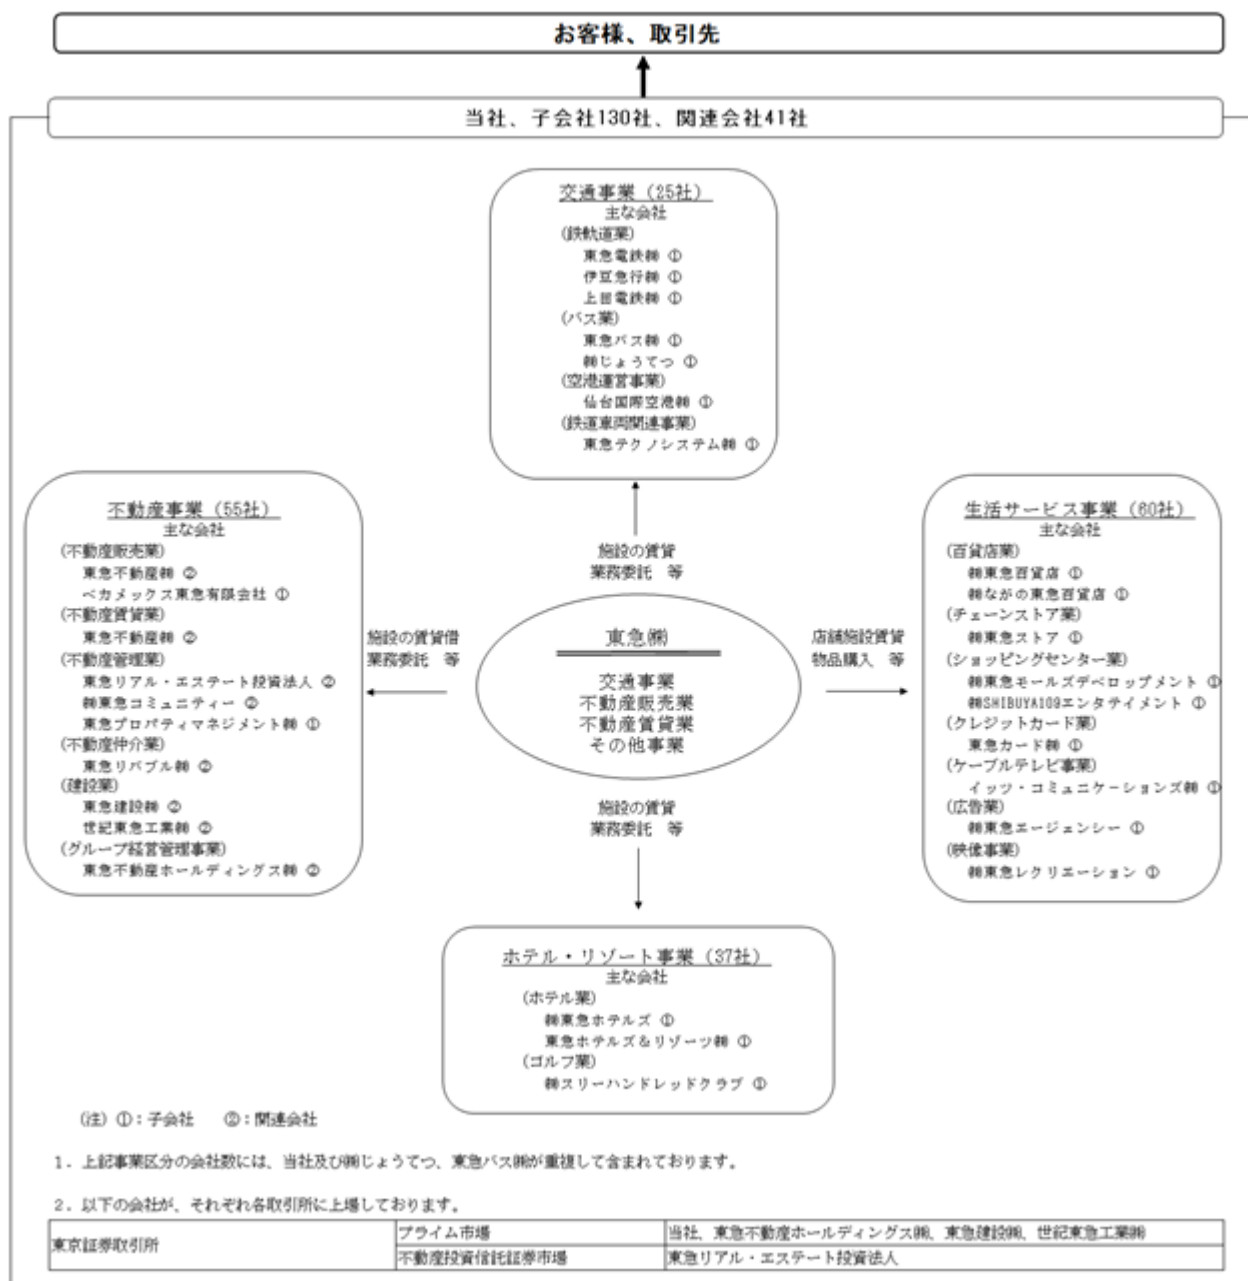 お客様、取引先
当社、子会社130社、関連会社41社
交通事業（25社）
主な会社
(鉄軌道業)
東急電鉄㈱ ①
伊豆急行㈱ ①
上田電鉄㈱ ①
(バス業)
東急バス㈱ ①
㈱じょうてつ ①
(空港運営事業)
仙台国際空港㈱ ①
(鉄道車両関連事業)
東急テクノシステム㈱ ①
不動産事業（55社）
主な会社
(不動産販売業)
東急不動産㈱ ②
ベカメックス東急有限会社 ①
(不動産賃貸業)
東急不動産㈱ ②
(不動産管理業)
東急リアル・エステート投資法人 ②
㈱東急コミュニティー ②
東急プロパティマネジメント㈱ ①
(不動産仲介業)
東急リバブル㈱ ②
(建設業)
東急建設㈱ ②
世紀東急工業㈱ ②
(グループ経営管理事業)
東急不動産ホールディングス㈱ ②
施設の賃貸
業務委託　等
施設の賃貸借
業務委託　等
東急㈱
交通事業
不動産販売業
不動産賃貸業
その他事業
店舗施設賃貸
物品購入　等
施設の賃貸
業務委託　等
生活サービス事業（60社）
主な会社
(百貨店業)
㈱東急百貨店 ①
㈱ながの東急百貨店 ①
(チェーンストア業)
㈱東急ストア ①
(ショッピングセンター業)
㈱東急モールズデベロップメント ①
㈱SHIBUYA109エンタテイメント ①
(クレジットカード業)
東急カード㈱ ①
(ケーブルテレビ事業)
イッツ・コミュニケーションズ㈱ ①
(広告業)
㈱東急エージェンシー ①
(映像事業)
㈱東急レクリエーション ①
ホテル・リゾート事業（37社）
主な会社
(ホテル業)
㈱東急ホテルズ ①
東急ホテルズ＆リゾーツ㈱ ①
(ゴルフ業)
㈱スリーハンドレッドクラブ ①
(注) ①：子会社　②：関連会社
1．上記事業区分の会社数には、当社及び㈱じょうてつ、東急バス㈱が重複して含まれております。
2．以下の会社が、それぞれ各取引所に上場しております。
東京証券取引所
プライム市場
当社、東急不動産ホールディングス㈱、東急建設㈱、世紀東急工業㈱
不動産投資信託証券市場
東急リアル・エステート投資法人